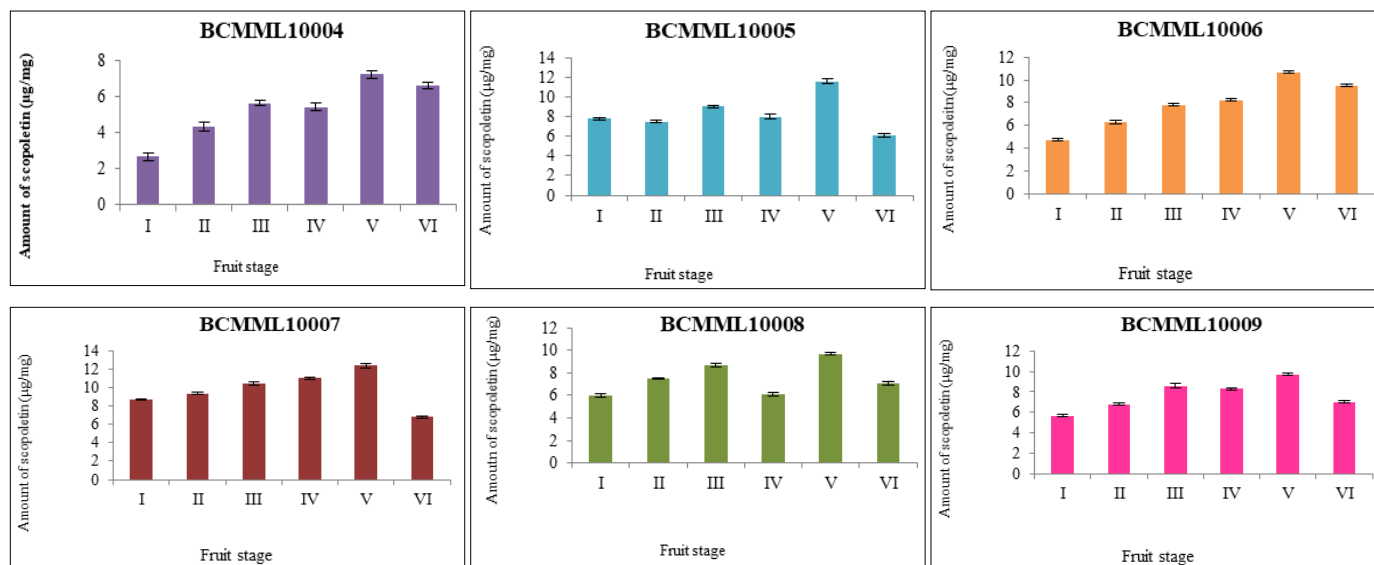 BCMML10004
Amount of scopoletin (µg/mg)
8
6
4
2
0
I II III IV V VI
Fruit stage
BCMML10005
Amount of scopoletin (µg/mg)
14
12
10
8
6
4
2
0
I II III IV V VI
Fruit stage
BCMML10006
Amount of scopoleitn (µg/mg)
12
10
8
6
4
2
0
I II III IV V VI
Fruit stage
BCMML10007
Amount of scopoletin (µg/mg)
14
12
10
8
6
4
2
0
I II III IV V VI
Fruit stage
BCMML10008
Amoutn of scopoletin (µg/mg)
12
10
8
6
4
2
0
I II III IV V VI
Fruit stage
BCMML10009
Amount of scopoletin (µg/mg)
12
10
8
6
4
2
0
I II III IV V VI
Fruit stage